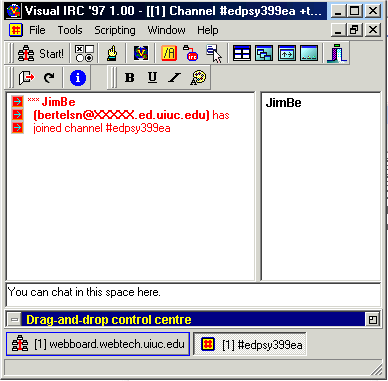 Visual IRC '97 1.00 - [[1] Channel #edpsy399ea +t...
File Tools Scripting Window Help
Start! /A
B U I
*** JimBe
(bertelsn@XXXXX.ed.uiuc.edu) has
joined channel #edpsy399ea
JimBe
You can chat in this space here.
Drag-and-drop control centre
[1] webboard.webtech.uiuc.edu [1] #edpsy399ea